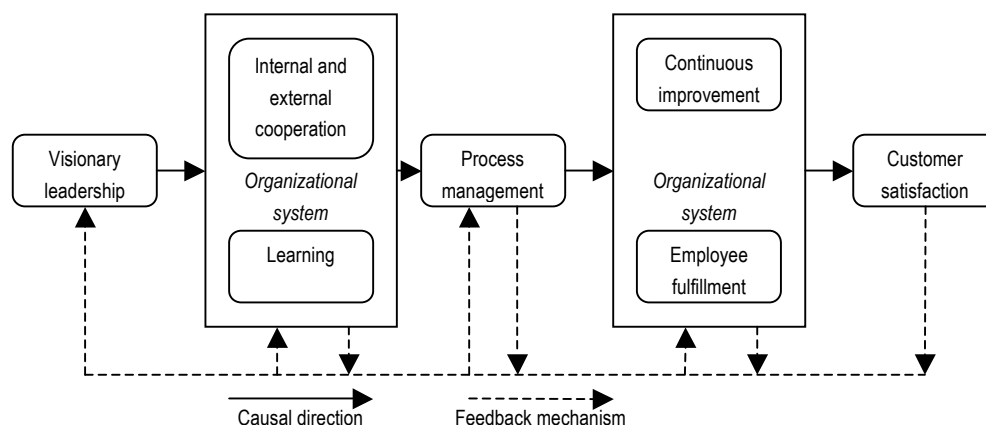 Visionary
leadership
Internal and
external
cooperation
Organizational
system
Learning
Process
management
Continuous
improvement
Organizational
system
Employee
fulfillment
Customer
satisfaction
Causal direction
Feedback mechanism